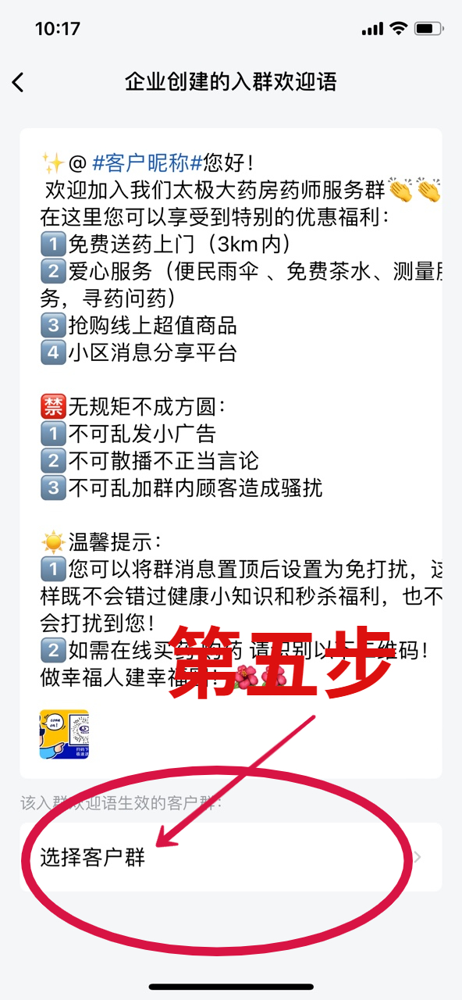 10:17
企业创建的入群欢迎语
✨@ #客户昵称#您好！
欢迎加入我们太极大药房药师服务群👏👏
在这里您可以享受到特别的优惠福利：
1️⃣免费送药上门（3km内）
2️⃣爱心服务（便民雨伞 、免费茶水、测量服
务，寻药问药）
3️⃣抢购线上超值商品
4️⃣小区消息分享平台
禁无规矩不成方圆：
1️⃣不可乱发小广告
2️⃣不可散播不正当言论
3️⃣不可乱加群内顾客造成骚扰
☀️温馨提示：
1️⃣您可以将群消息置顶后设置为免打扰，这
样既不会错过健康小知识和秒杀福利，也不
会打扰到您！
2️⃣如需在线买药 购药 请识别以下二维码！
做幸福人建幸福！🌺🌺
第五步
come on!
该入群欢迎语生效的客户群：
选择客户群